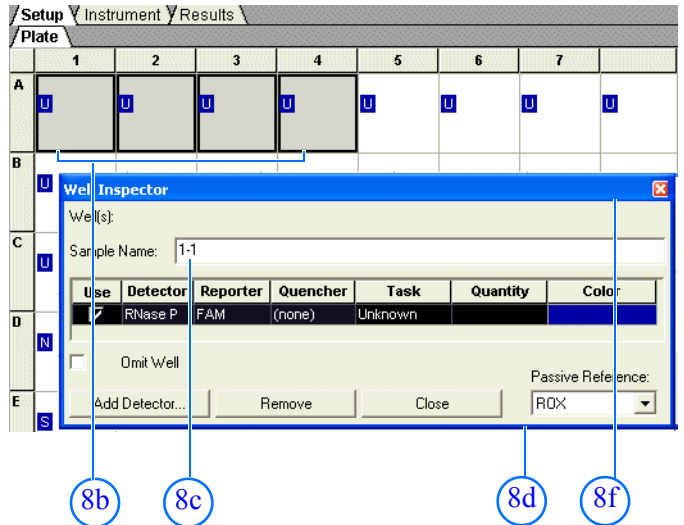 Setup Instrument Results
Plate
1 2 3 4 5 6 7
A
U U U U U U U U
B
U
Well Inspector
Well(s):
C
U
Sample Name: 1-1
Use Detector Reporter Quencher Task Quantity Color
RNase P FAM (none) Unknown
D
N
Omit Well
Passive Reference:
E
S
Add Detector... Remove Close ROX
8b 8c 8d 8f